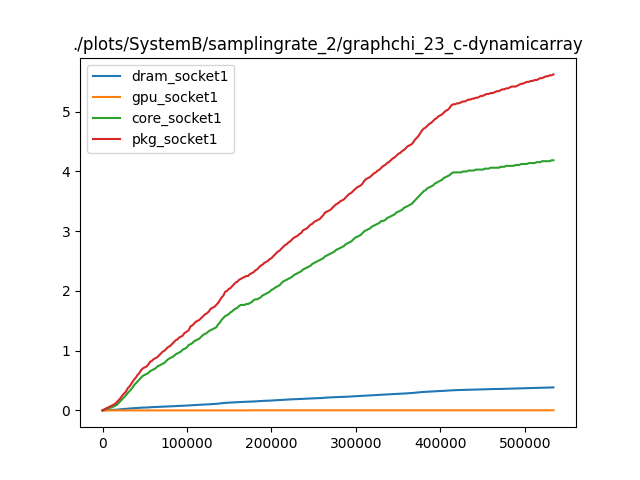 ./plots/SystemB/samplingrate_2/graphchi_23_c-dynamicarray
dram_socket1
gpu_socket1
core_socket1
pkg_socket1
5
4
3
2
1
0
0 100000 200000 300000 400000 500000